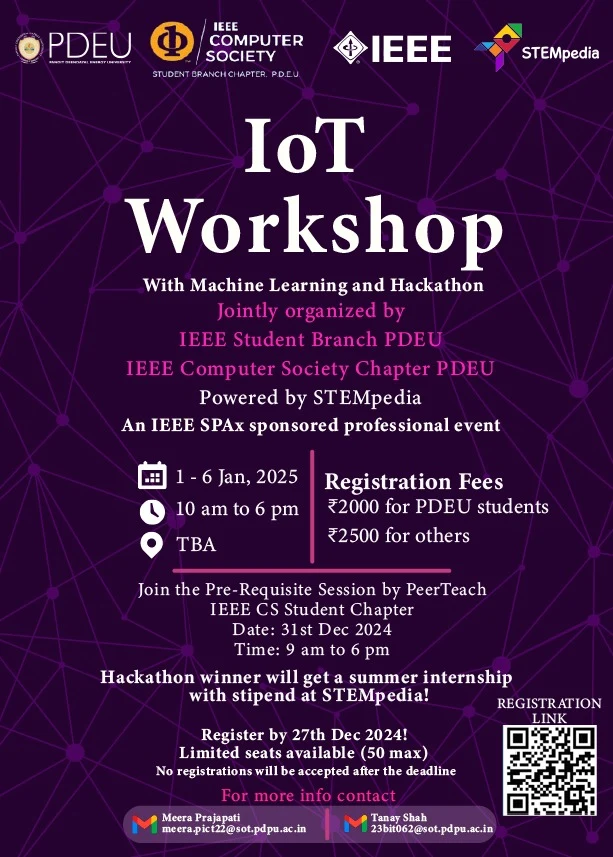 PDEU
PANDIT DEENDAYAL ENERGY UNIVERSITY
IEEE
COMPUTER
SOCIETY
STUDENT BRANCH CHAPTER, P.D.E.U.
IEEE
STEMpedia
IoT
Workshop
With Machine Learning and Hackathon
Jointly organized by
IEEE Student Branch PDEU
IEEE Computer Society Chapter PDEU
Powered by STEMpedia
An IEEE SPAx sponsored professional event
1 - 6 Jan, 2025
10 am to 6 pm
TBA
Registration Fees
₹2000 for PDEU students
₹2500 for others
Join the Pre-Requisite Session by PeerTeach
IEEE CS Student Chapter
Date: 31st Dec 2024
Time: 9 am to 6 pm
Hackathon winner will get a summer internship
with stipend at STEMpedia!
REGISTRATION
LINK
Register by 27th Dec 2024!
Limited seats available (50 max)
No registrations will be accepted after the deadline
For more info contact
Meera Prajapati
meera.pict22@sot.pdpu.ac.in
Tanay Shah
23bit062@sot.pdpu.ac.in